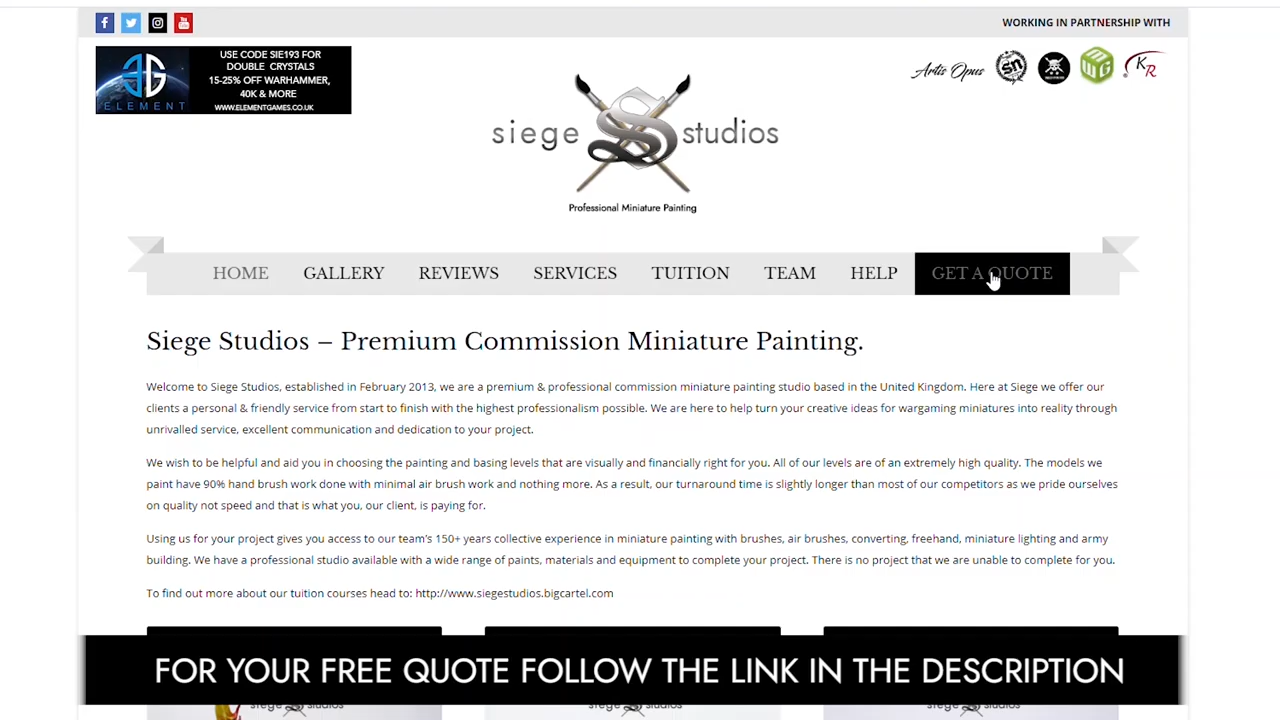 WORKING IN PARTNERSHIP WITH
USE CODE SIE193 FOR
DOUBLE CRYSTALS
15-25% OFF WARHAMMER,
40K & MORE
WWW.ELEMENTGAMES.CO.UK
ELEMENT
Artis Opus
KR
siege studios
Professional Miniature Painting
HOME GALLERY REVIEWS SERVICES TUITION TEAM HELP GET A QUOTE
Siege Studios – Premium Commission Miniature Painting.
Welcome to Siege Studios, established in February 2013, we are a premium & professional commission miniature painting studio based in the United Kingdom. Here at Siege we offer our
clients a personal & friendly service from start to finish with the highest professionalism possible. We are here to help turn your creative ideas for wargaming miniatures into reality through
unrivalled service, excellent communication and dedication to your project.
We wish to be helpful and aid you in choosing the painting and basing levels that are visually and financially right for you. All of our levels are of an extremely high quality. The models we
paint have 90% hand brush work done with minimal air brush work and nothing more. As a result, our turnaround time is slightly longer than most of our competitors as we pride ourselves
on quality not speed and that is what you, our client, is paying for.
Using us for your project gives you access to our team's 150+ years collective experience in miniature painting with brushes, air brushes, converting, freehand, miniature lighting and army
building. We have a professional studio available with a wide range of paints, materials and equipment to complete your project. There is no project that we are unable to complete for you.
To find out more about our tuition courses head to: http://www.siegestudios.bigcartel.com
FOR YOUR FREE QUOTE FOLLOW THE LINK IN THE DESCRIPTION
siege studios siege studios siege studios